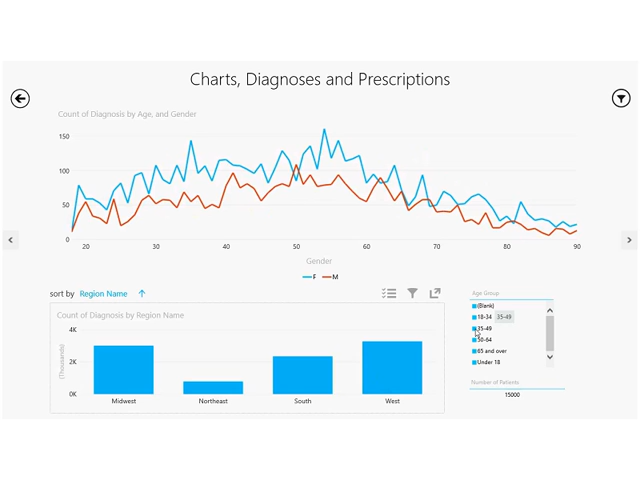 Charts, Diagnoses and Prescriptions
Count of Diagnosis by Age, and Gender
150
100
50
0
20 30 40 50 60 70 80 90
Gender
F M
sort by Region Name
Count of Diagnosis by Region Name
4K
2K
0K
(Thousands)
Midwest Northeast South West
Age Group
(Blank)
18-34 35-49
35-49
50-64
65 and over
Under 18
Number of Patients
15000